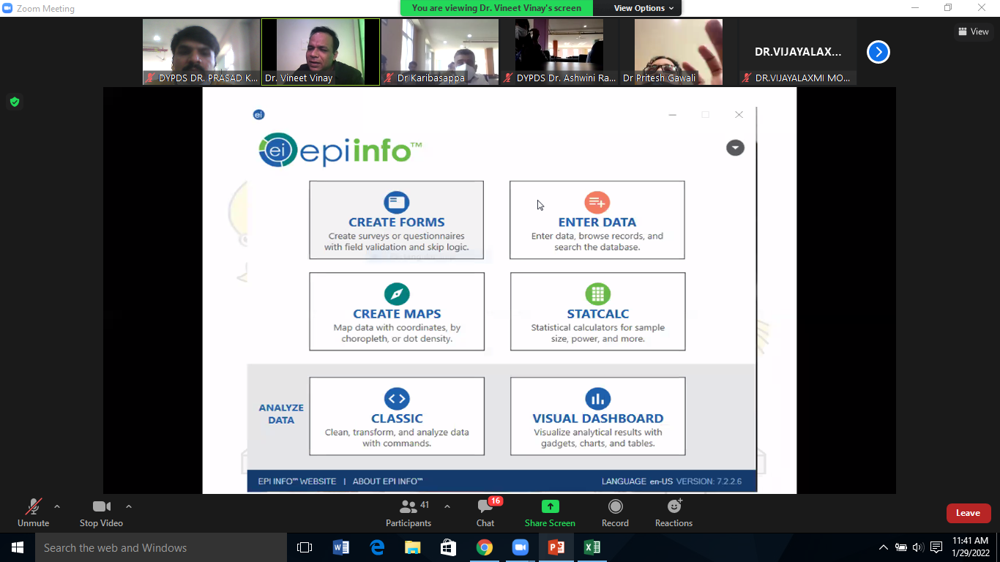 Zoom Meeting
You are viewing Dr. Vineet Vinay's screen
View Options
View
DYPDS DR. PRASAD K...
Dr. Vineet Vinay
Dr Karibasappa
DYPDS Dr. Ashwini Ra...
Dr Pritesh Gawali
DR.VIJAYALAX...
DR.VIJAYALAXMI MO...
ei
ei epiinfo™
CREATE FORMS
Create surveys or questionnaires
with field validation and skip logic.
ENTER DATA
Enter data, browse records, and
search the database.
CREATE MAPS
Map data with coordinates, by
choropleth, or dot density.
STATCALC
Statistical calculators for sample
size, power, and more.
ANALYZE
DATA
CLASSIC
Clean, transform, and analyze data
with commands.
VISUAL DASHBOARD
Visualize analytical results with
gadgets, charts, and tables.
EPI INFO™ WEBSITE | ABOUT EPI INFO™
LANGUAGE en-US VERSION: 7.2.2.6
Unmute
Stop Video
41
Participants
16
Chat
Share Screen
Record
Reactions
Leave
Search the web and Windows
11:41 AM
1/29/2022